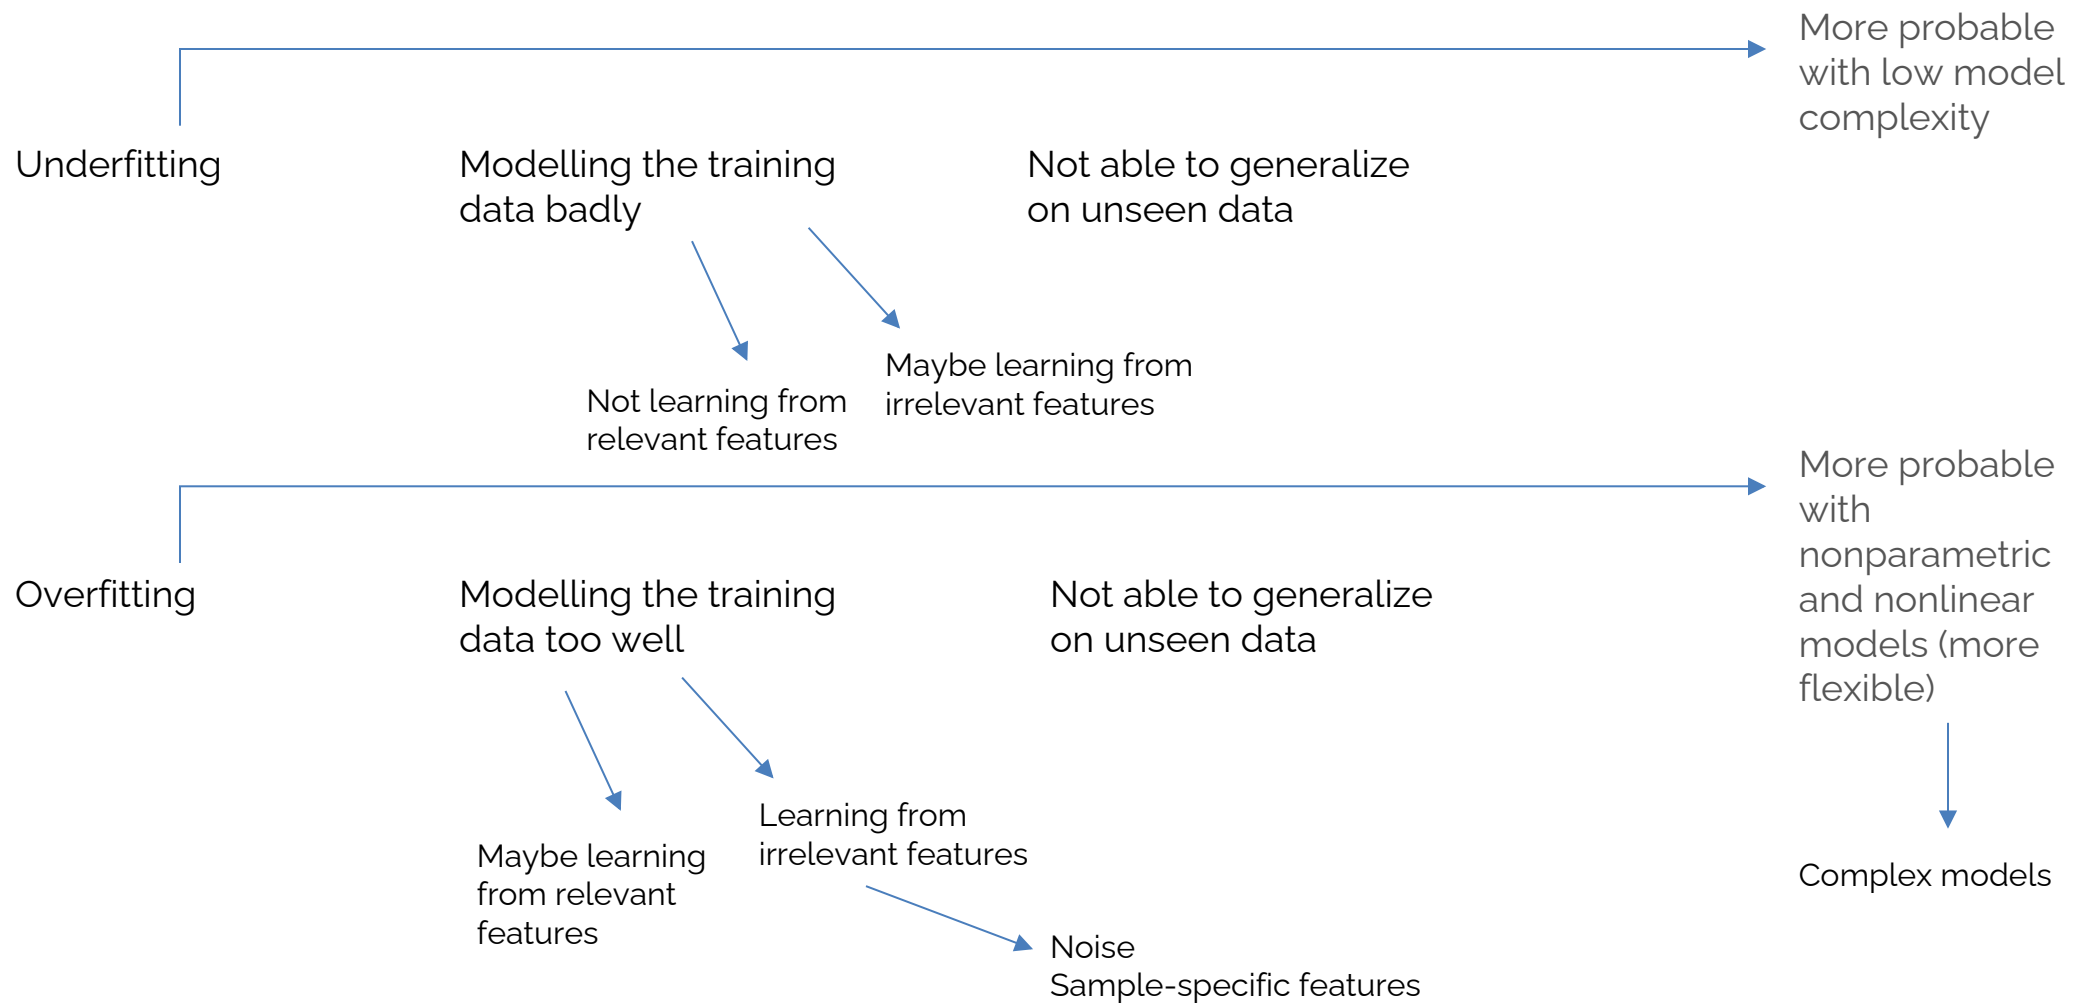 More probable
with low model
complexity
Underfitting
Modelling the training
data badly
Not able to generalize
on unseen data
Not learning from
relevant features
Maybe learning from
irrelevant features
More probable
with
nonparametric
and nonlinear
models (more
flexible)
Overfitting
Modelling the training
data too well
Not able to generalize
on unseen data
Maybe learning
from relevant
features
Learning from
irrelevant features
Complex models
Noise
Sample-specific features